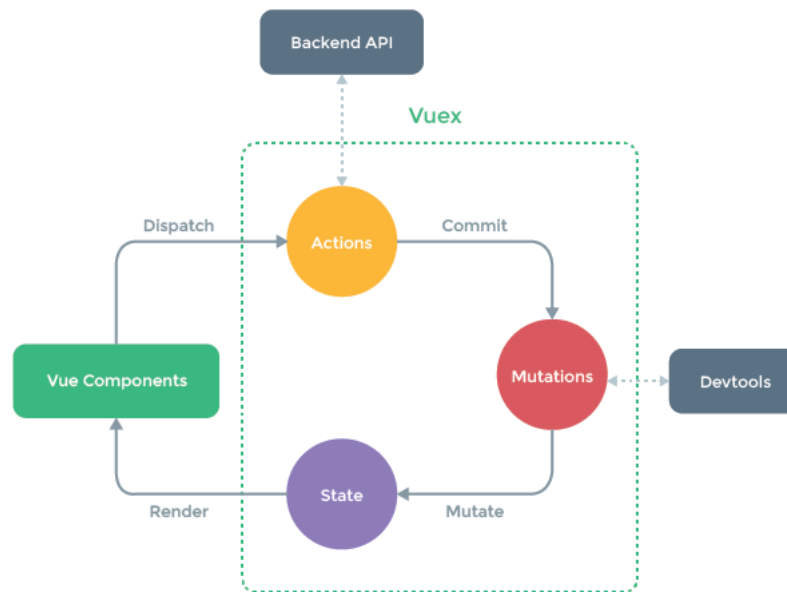 Backend API
Vuex
Dispatch
Actions
Commit
Vue Components
Mutations
Devtools
Render
State
Mutate